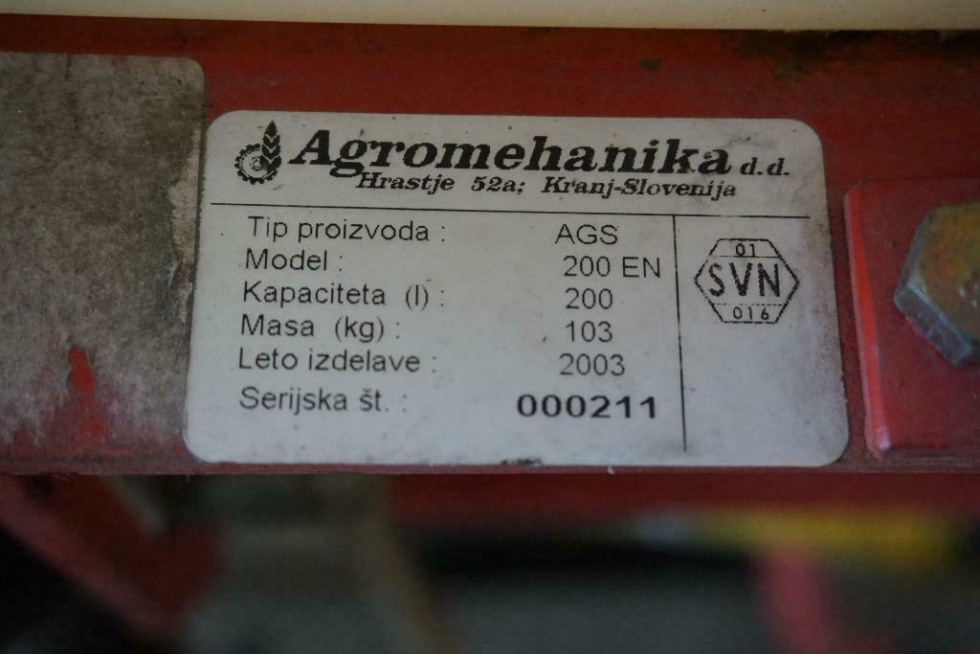 Agromehanika d.d.
Hrastje 52a; Kranj-Slovenija
Tip proizvoda : AGS
Model : 200 EN
Kapaciteta (l) : 200
Masa (kg) : 103
Leto izdelave : 2003
Serijska št. : 000211
01
SVN
016